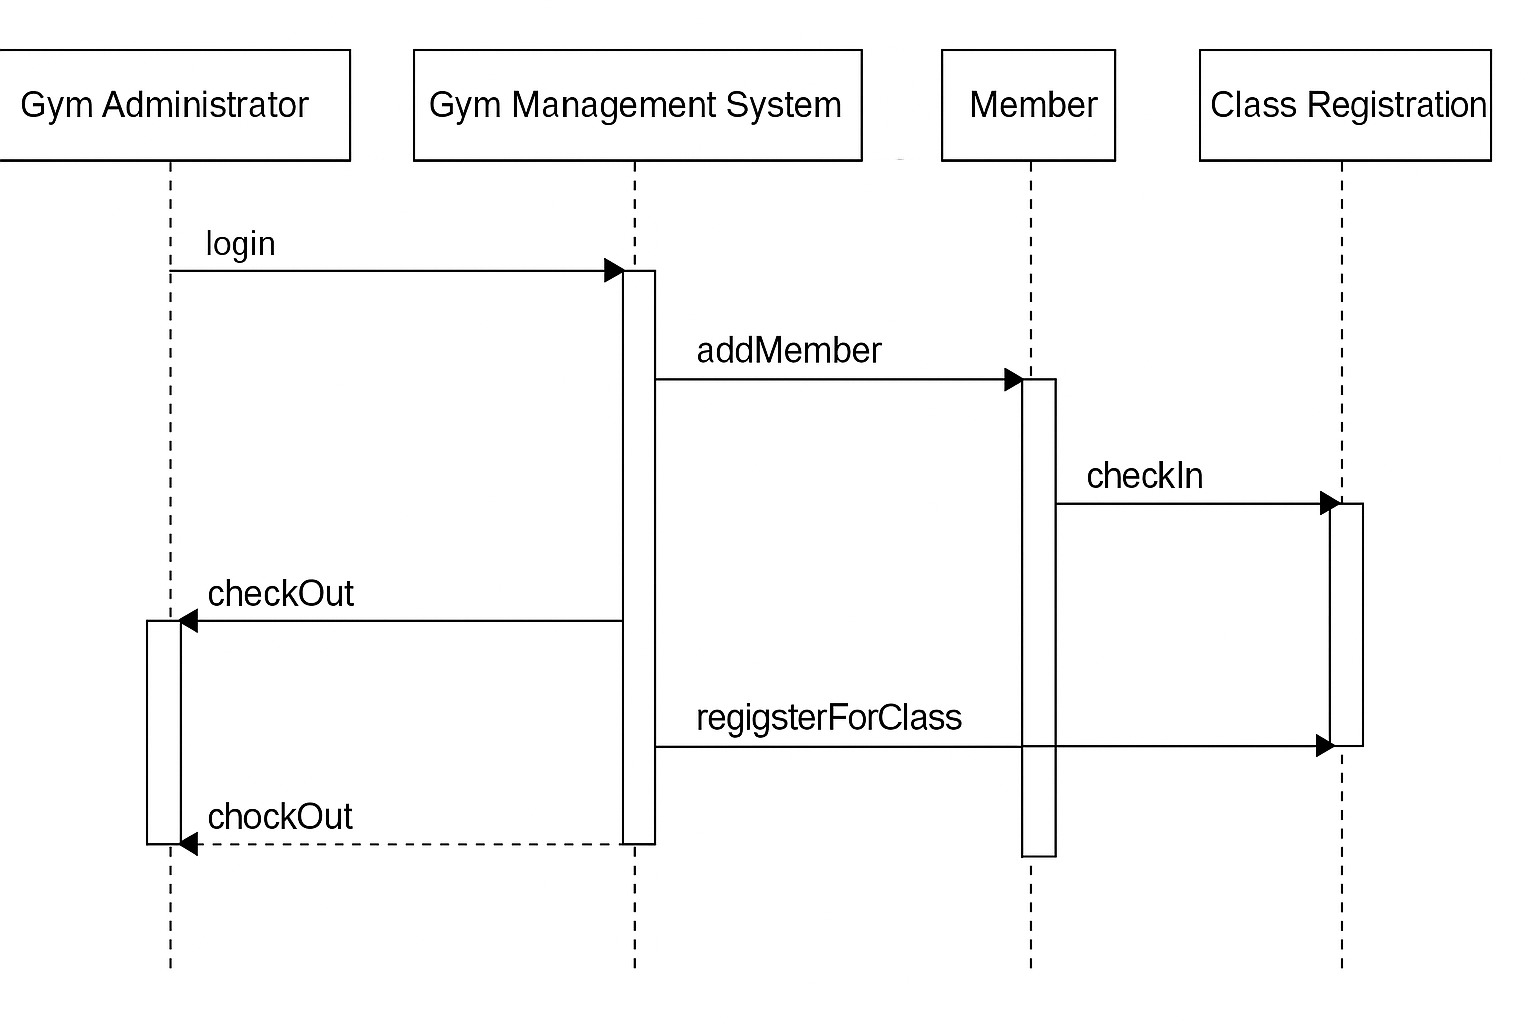 Gym Administrator
Gym Management System
Member
Class Registration
login
addMember
checkIn
checkOut
regigsterForClass
chockOut